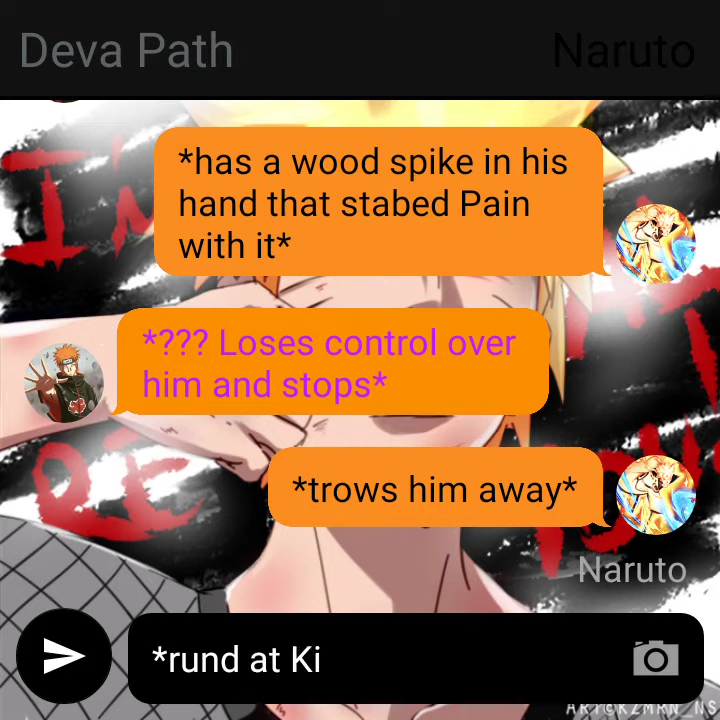 Deva Path
Naruto
*has a wood spike in his
hand that stabed Pain
with it*
*??? Loses control over
him and stops*
*trows him away*
Naruto
*rund at Ki
I'M
RE